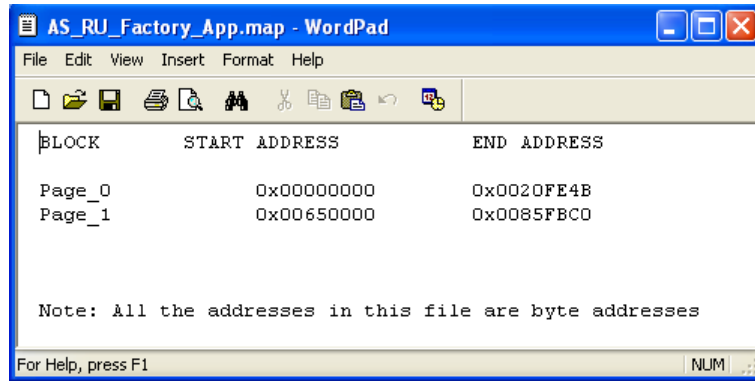 AS_RU_Factory_App.map - WordPad
File Edit View Insert Format Help
BLOCK START ADDRESS END ADDRESS
Page_0 0x00000000 0x0020FE4B
Page_1 0x00650000 0x0085FBC0
Note: All the addresses in this file are byte addresses
For Help, press F1 NUM